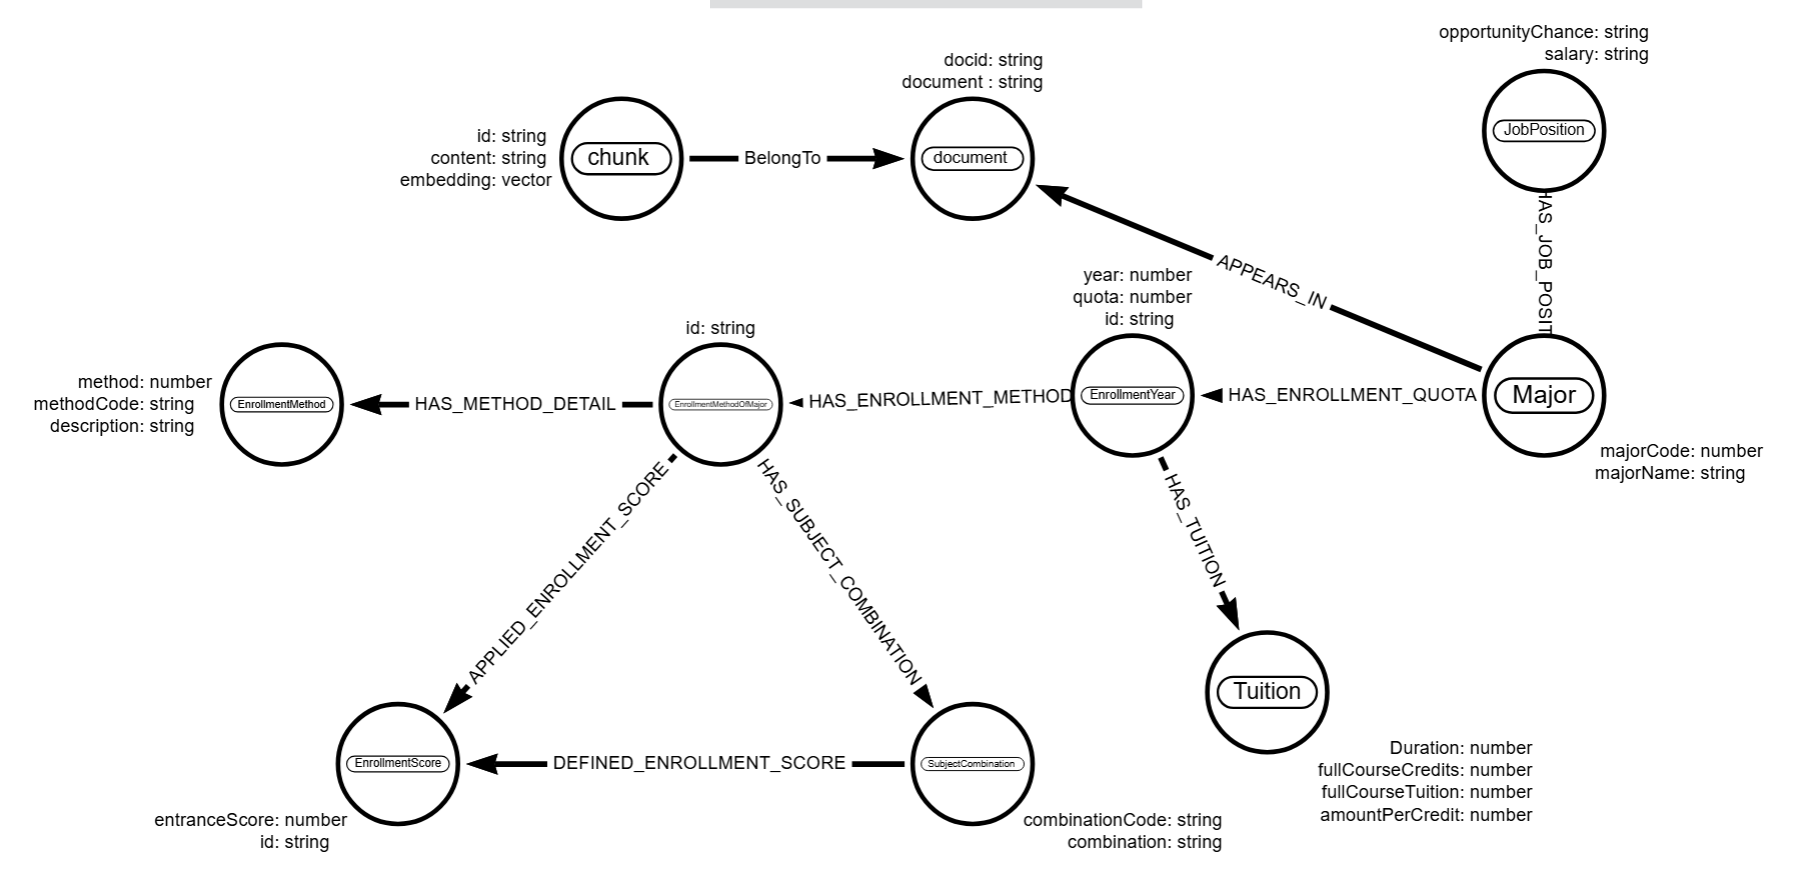 opportunityChance: string
salary: string
JobPosition
docid: string
document : string
document
id: string
content: string
embedding: vector
chunk
BelongTo
HAS_JOB_POSIT
APPEARS_IN
year: number
quota: number
id: string
EnrollmentYear
HAS_ENROLLMENT_QUOTA
Major
majorCode: number
majorName: string
id: string
EnrollmentMethodOfMajor
HAS_ENROLLMENT_METHOD
method: number
methodCode: string
description: string
EnrollmentMethod
HAS_METHOD_DETAIL
APPLIED_ENROLLMENT_SCORE
HAS_SUBJECT_COMBINATION
HAS_TUITION
Tuition
Duration: number
fullCourseCredits: number
fullCourseTuition: number
amountPerCredit: number
EnrollmentScore
DEFINED_ENROLLMENT_SCORE
SubjectCombination
entranceScore: number
id: string
combinationCode: string
combination: string